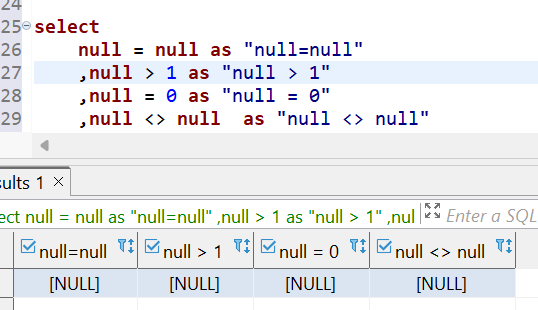 24
25 select
26 null = null as "null=null"
27 ,null > 1 as "null > 1"
28 ,null = 0 as "null = 0"
29 ,null <> null  as "null <> null"
sults 1 ×
ect null = null as "null=null" ,null > 1 as "null > 1" ,nul Enter a SQL
null=null null > 1 null = 0 null <> null
[NULL] [NULL] [NULL] [NULL]